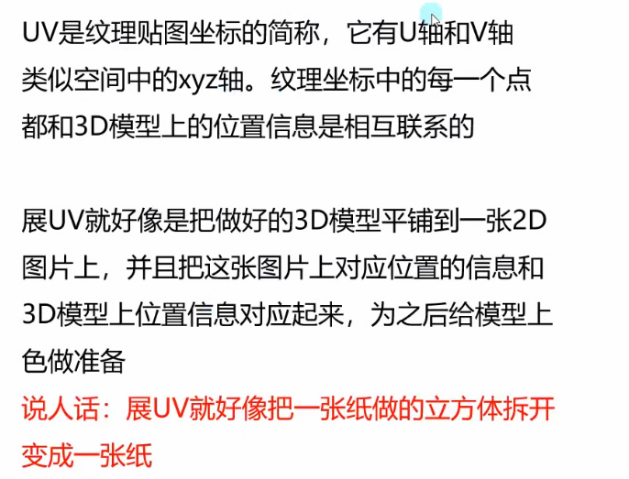 UV是纹理贴图坐标的简称，它有U轴和V轴
类似空间中的xyz轴。纹理坐标中的每一个点
都和3D模型上的位置信息是相互联系的
展UV就好像是把做好的3D模型平铺到一张2D
图片上，并且把这张图片上对应位置的信息和
3D模型上位置信息对应起来，为之后给模型上
色做准备
说人话：展UV就好像把一张纸做的立方体拆开
变成一张纸